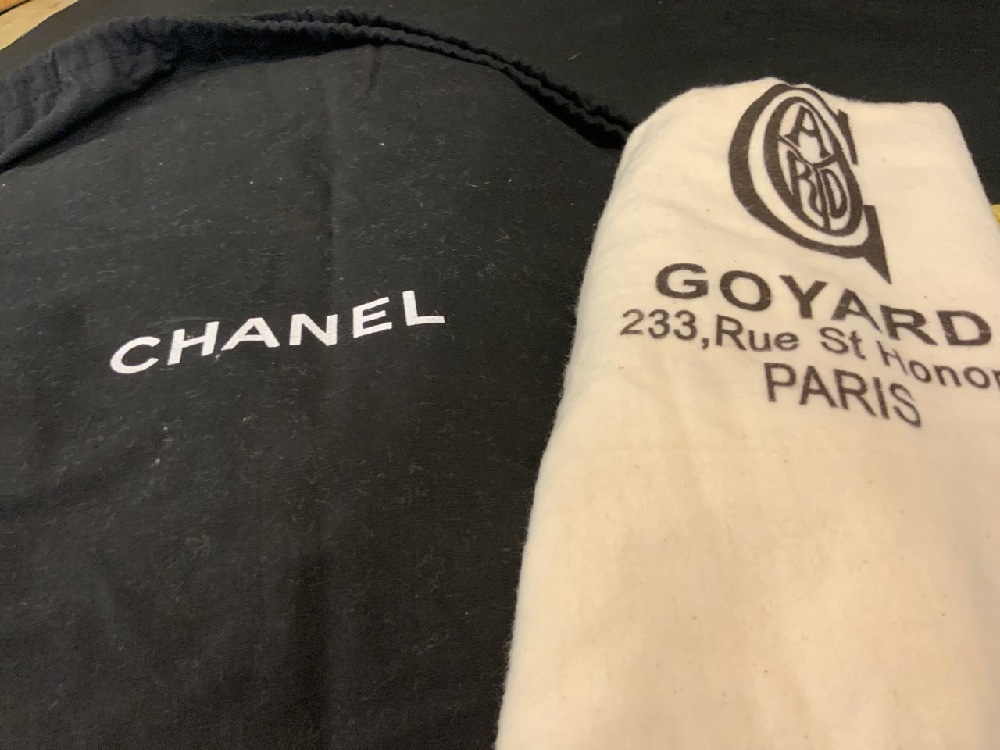 CHANEL
GOYARD
233,Rue St Honor
PARIS